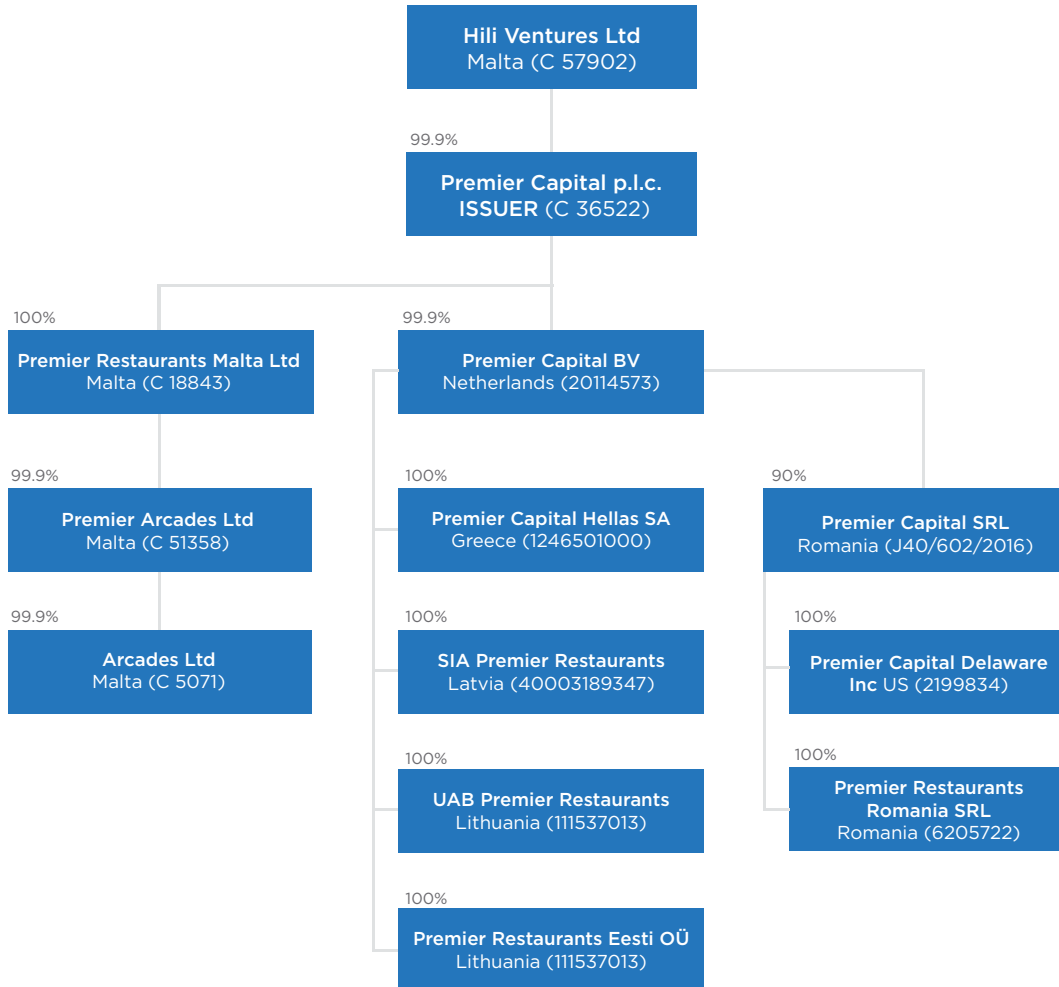 Hili Ventures Ltd
Malta (C 57902)
99.9%
Premier Capital p.l.c.
ISSUER (C 36522)
100%
Premier Restaurants Malta Ltd
Malta (C 18843)
99.9%
Premier Capital BV
Netherlands (20114573)
99.9%
Premier Arcades Ltd
Malta (C 51358)
100%
Premier Capital Hellas SA
Greece (1246501000)
90%
Premier Capital SRL
Romania (J40/602/2016)
99.9%
Arcades Ltd
Malta (C 5071)
100%
SIA Premier Restaurants
Latvia (40003189347)
100%
Premier Capital Delaware
Inc US (2199834)
100%
UAB Premier Restaurants
Lithuania (111537013)
100%
Premier Restaurants
Romania SRL
Romania (6205722)
100%
Premier Restaurants Eesti OÜ
Lithuania (111537013)